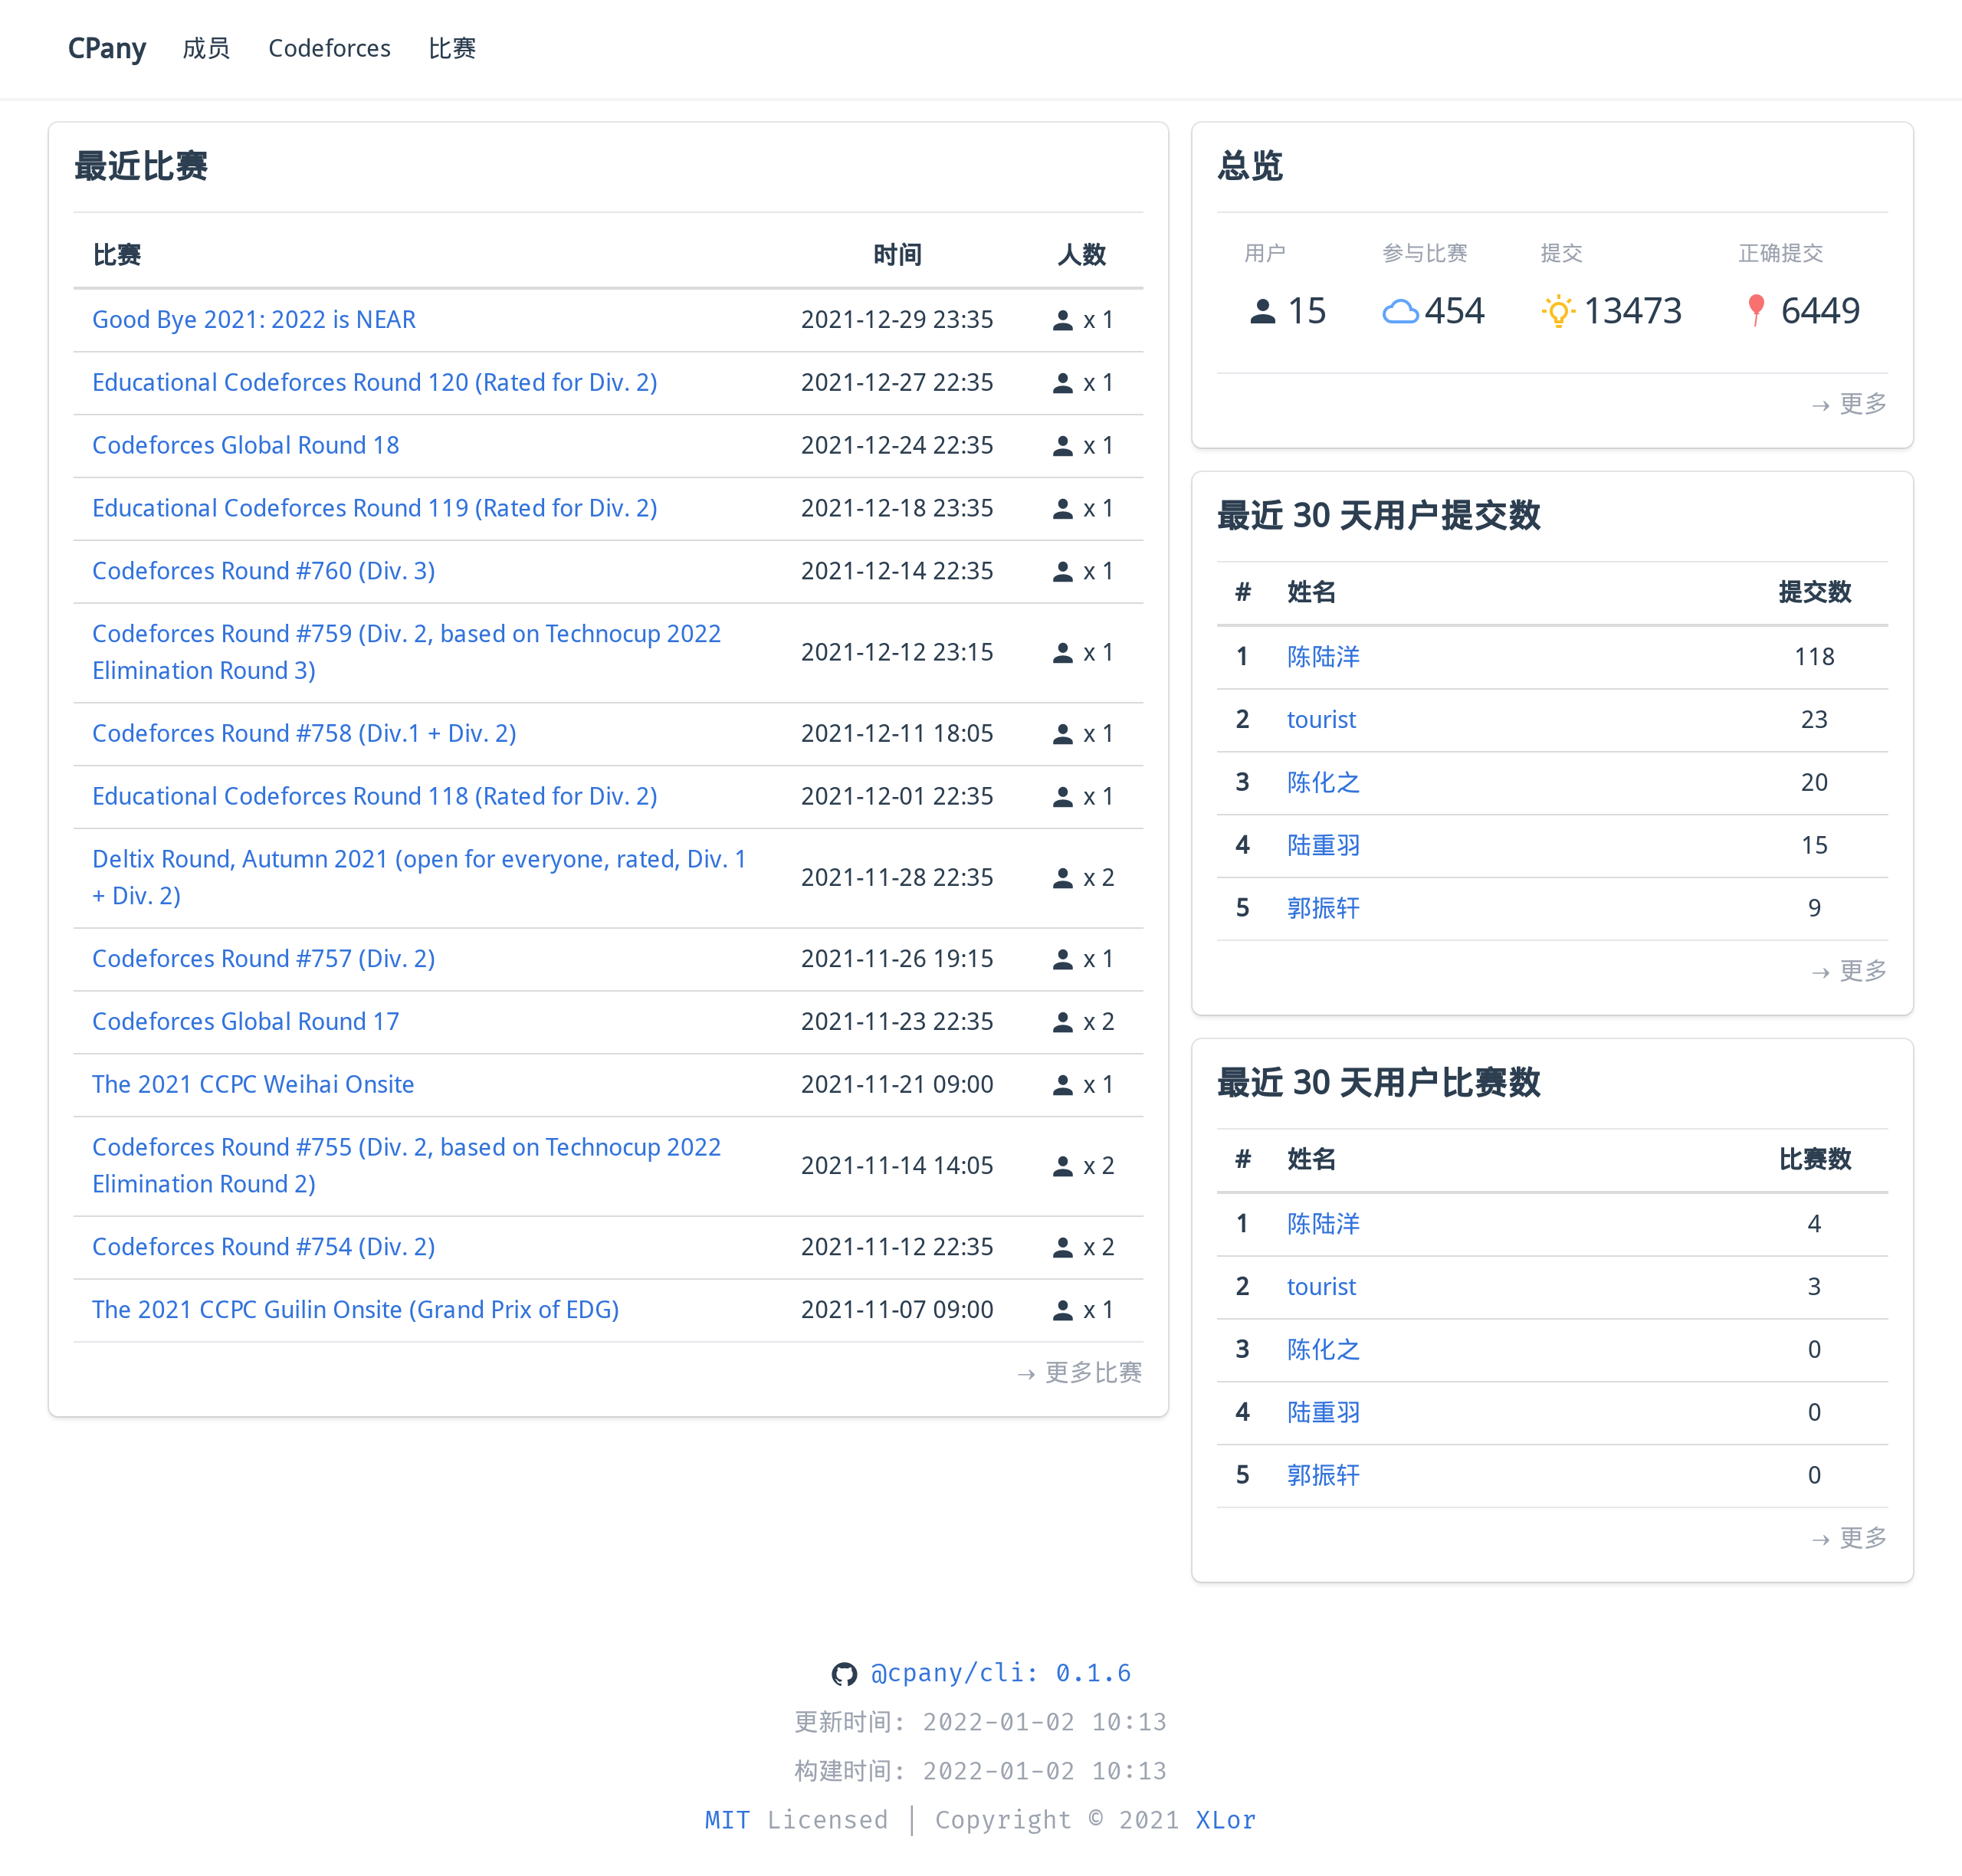 CPany 成员 Codeforces 比赛
最近比赛
比赛 时间 人数
Good Bye 2021: 2022 is NEAR 2021-12-29 23:35 x 1
Educational Codeforces Round 120 (Rated for Div. 2) 2021-12-27 22:35 x 1
Codeforces Global Round 18 2021-12-24 22:35 x 1
Educational Codeforces Round 119 (Rated for Div. 2) 2021-12-18 23:35 x 1
Codeforces Round #760 (Div. 3) 2021-12-14 22:35 x 1
Codeforces Round #759 (Div. 2, based on Technocup 2022
Elimination Round 3) 2021-12-12 23:15 x 1
Codeforces Round #758 (Div.1 + Div. 2) 2021-12-11 18:05 x 1
Educational Codeforces Round 118 (Rated for Div. 2) 2021-12-01 22:35 x 1
Deltix Round, Autumn 2021 (open for everyone, rated, Div. 1
+ Div. 2) 2021-11-28 22:35 x 2
Codeforces Round #757 (Div. 2) 2021-11-26 19:15 x 1
Codeforces Global Round 17 2021-11-23 22:35 x 2
The 2021 CCPC Weihai Onsite 2021-11-21 09:00 x 1
Codeforces Round #755 (Div. 2, based on Technocup 2022
Elimination Round 2) 2021-11-14 14:05 x 2
Codeforces Round #754 (Div. 2) 2021-11-12 22:35 x 2
The 2021 CCPC Guilin Onsite (Grand Prix of EDG) 2021-11-07 09:00 x 1
→ 更多比赛
总览
用户 参与比赛 提交 正确提交
15 454 13473 6449
→ 更多
最近 30 天用户提交数
# 姓名 提交数
1 陈陆洋 118
2 tourist 23
3 陈化之 20
4 陆重羽 15
5 郭振轩 9
→ 更多
最近 30 天用户比赛数
# 姓名 比赛数
1 陈陆洋 4
2 tourist 3
3 陈化之 0
4 陆重羽 0
5 郭振轩 0
→ 更多
@cpany/cli: 0.1.6
更新时间: 2022-01-02 10:13
构建时间: 2022-01-02 10:13
MIT Licensed | Copyright © 2021 XLor